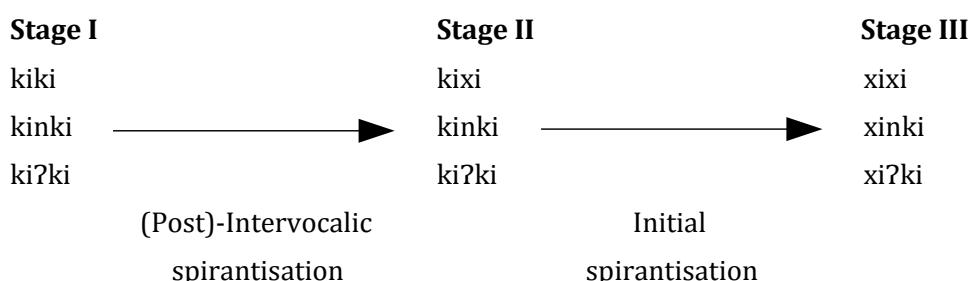 Stage I Stage II Stage III
kiki kixi xixi
kinki kinki xinki
kiʔki kiʔki xiʔki
(Post)-Intervocalic Initial
spirantisation spirantisation